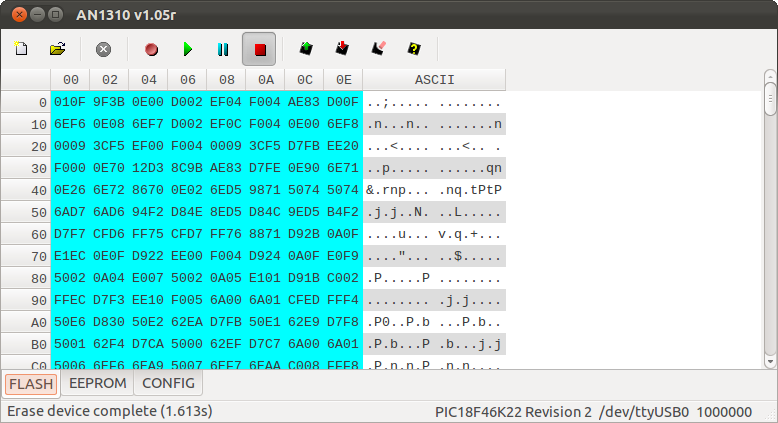 AN1310 v1.05r
00 02 04 06 08 0A 0C 0E ASCII
0 010F 9F3B 0E00 D002 EF04 F004 AE83 D00F ..;..... ........
10 6EF6 0E08 6EF7 D002 EF0C F004 0E00 6EF8 .n...n.. .......n
20 0009 3CF5 EF00 F004 0009 3CF5 D7FB EE20 ...<.... ...<.. .
30 F000 0E70 12D3 8C9B AE83 D7FE 0E90 6E71 ..p..... ......qn
40 0E26 6E72 8670 0E02 6ED5 9871 5074 5074 &.rnp... .nq.tPtP
50 6AD7 6AD6 94F2 D84E 8ED5 D84C 9ED5 B4F2 .j.j..N. ..L.....
60 D7F7 CFD6 FF75 CFD7 FF76 8871 D92B 0A0F ....u... v.q.+...
70 E1EC 0E0F D922 EE00 F004 D924 0A0F E0F9 ...."... ..$.....
80 5002 0A04 E007 5002 0A05 E101 D91B C002 .P.....P ........
90 FFEC D7F3 EE10 F005 6A00 6A01 CFED FFF4 ........ .j.j....
A0 50E6 D830 50E2 62EA D7FB 50E1 62E9 D7F8 .P0..P.b ...P.b..
B0 5001 62F4 D7CA 5000 62EF D7C7 6A00 6A01 .P.b...P .b...j.j
C0 5006 6EF6 6EA9 5007 6EF7 6EAA C008 FFF8 .P.n.n.P .n.n....
FLASH EEPROM CONFIG
Erase device complete (1.613s) PIC18F46K22 Revision 2 /dev/ttyUSB0 1000000